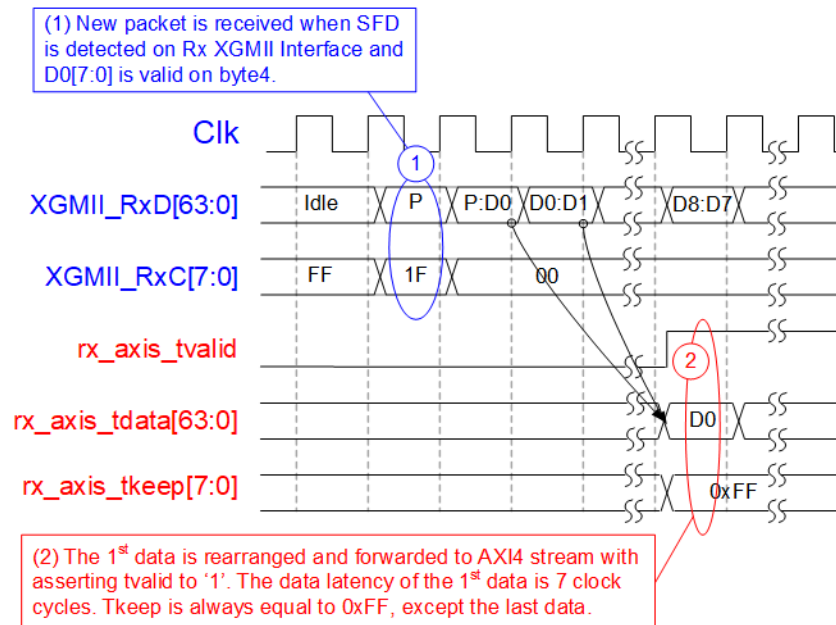 (1) New packet is received when SFD
is detected on Rx XGMII Interface and
D0[7:0] is valid on byte4.
Clk
1
XGMII_RxD[63:0] Idle P P:D0 D0:D1 D8:D7
XGMII_RxC[7:0] FF 1F 00
rx_axis_tvalid
2
rx_axis_tdata[63:0] D0
rx_axis_tkeep[7:0] 0xFF
(2) The 1st data is rearranged and forwarded to AXI4 stream with
asserting tvalid to ‘1’. The data latency of the 1st data is 7 clock
cycles. Tkeep is always equal to 0xFF, except the last data.